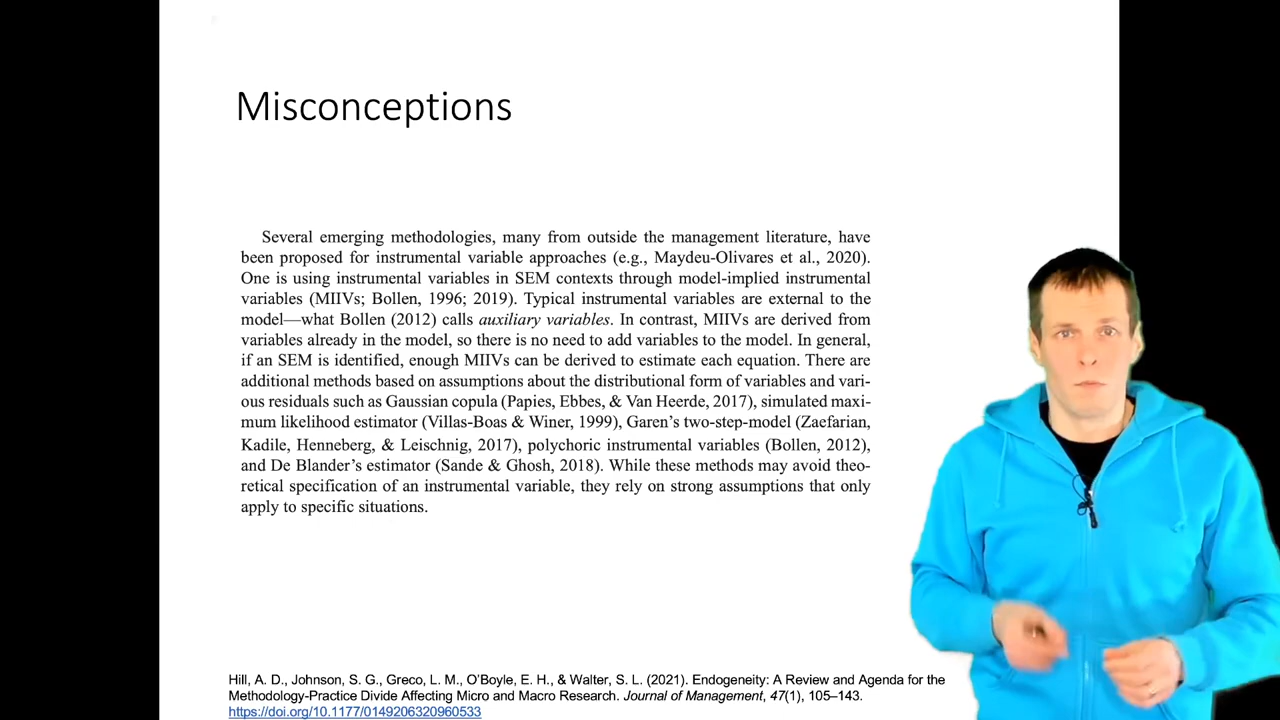 Misconceptions
Several emerging methodologies, many from outside the management literature, have
been proposed for instrumental variable approaches (e.g., Maydeu-Olivares et al., 2020).
One is using instrumental variables in SEM contexts through model-implied instrumental
variables (MIIVs; Bollen, 1996; 2019). Typical instrumental variables are external to the
model—what Bollen (2012) calls auxiliary variables. In contrast, MIIVs are derived from
variables already in the model, so there is no need to add variables to the model. In general,
if an SEM is identified, enough MIIVs can be derived to estimate each equation. There are
additional methods based on assumptions about the distributional form of variables and vari-
ous residuals such as Gaussian copula (Papies, Ebbes, & Van Heerde, 2017), simulated maxi-
mum likelihood estimator (Villas-Boas & Winer, 1999), Garen's two-step-model (Zaefarian,
Kadile, Henneberg, & Leischnig, 2017), polychoric instrumental variables (Bollen, 2012),
and De Blander's estimator (Sande & Ghosh, 2018). While these methods may avoid theo-
retical specification of an instrumental variable, they rely on strong assumptions that only
apply to specific situations.
Hill, A. D., Johnson, S. G., Greco, L. M., O'Boyle, E. H., & Walter, S. L. (2021). Endogeneity: A Review and Agenda for the
Methodology-Practice Divide Affecting Micro and Macro Research. Journal of Management, 47(1), 105–143.
https://doi.org/10.1177/0149206320960533